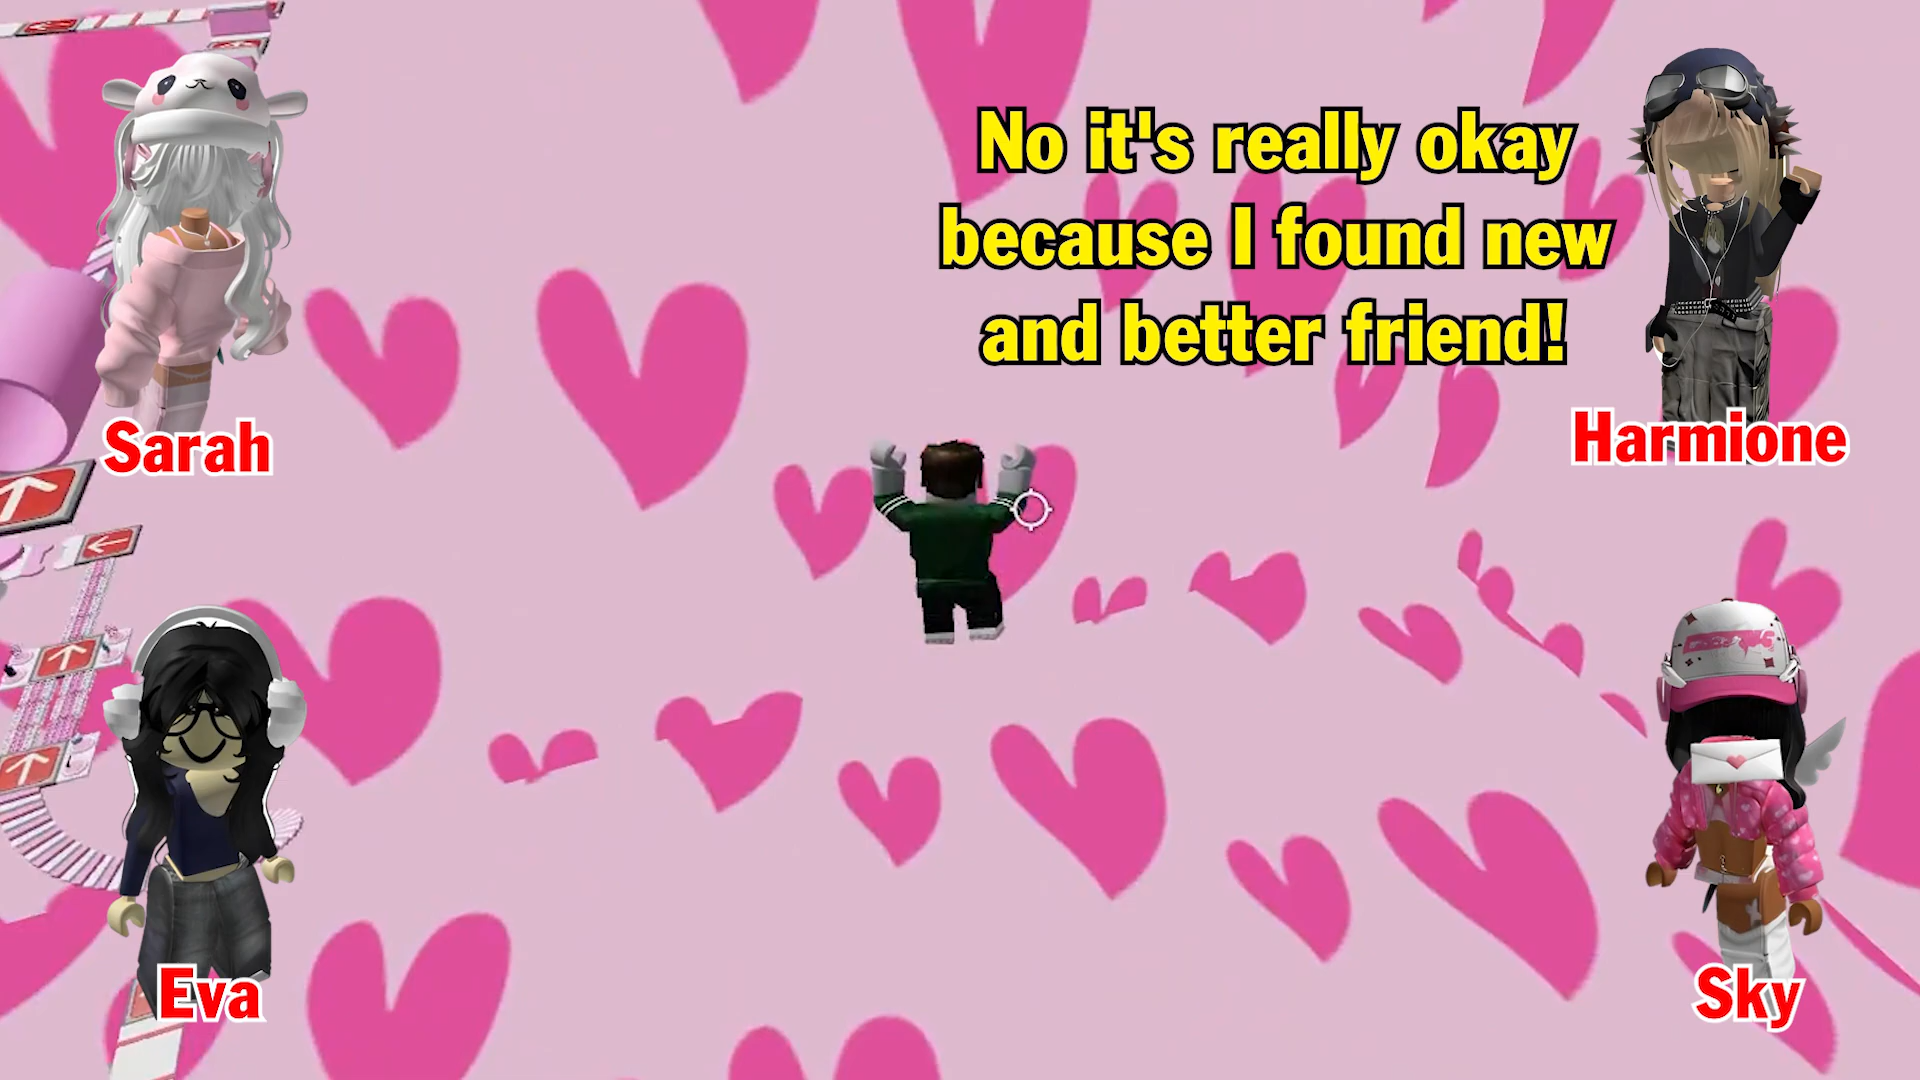 No it's really okay
because I found new
and better friend!
Sarah
Harmione
Eva
Sky